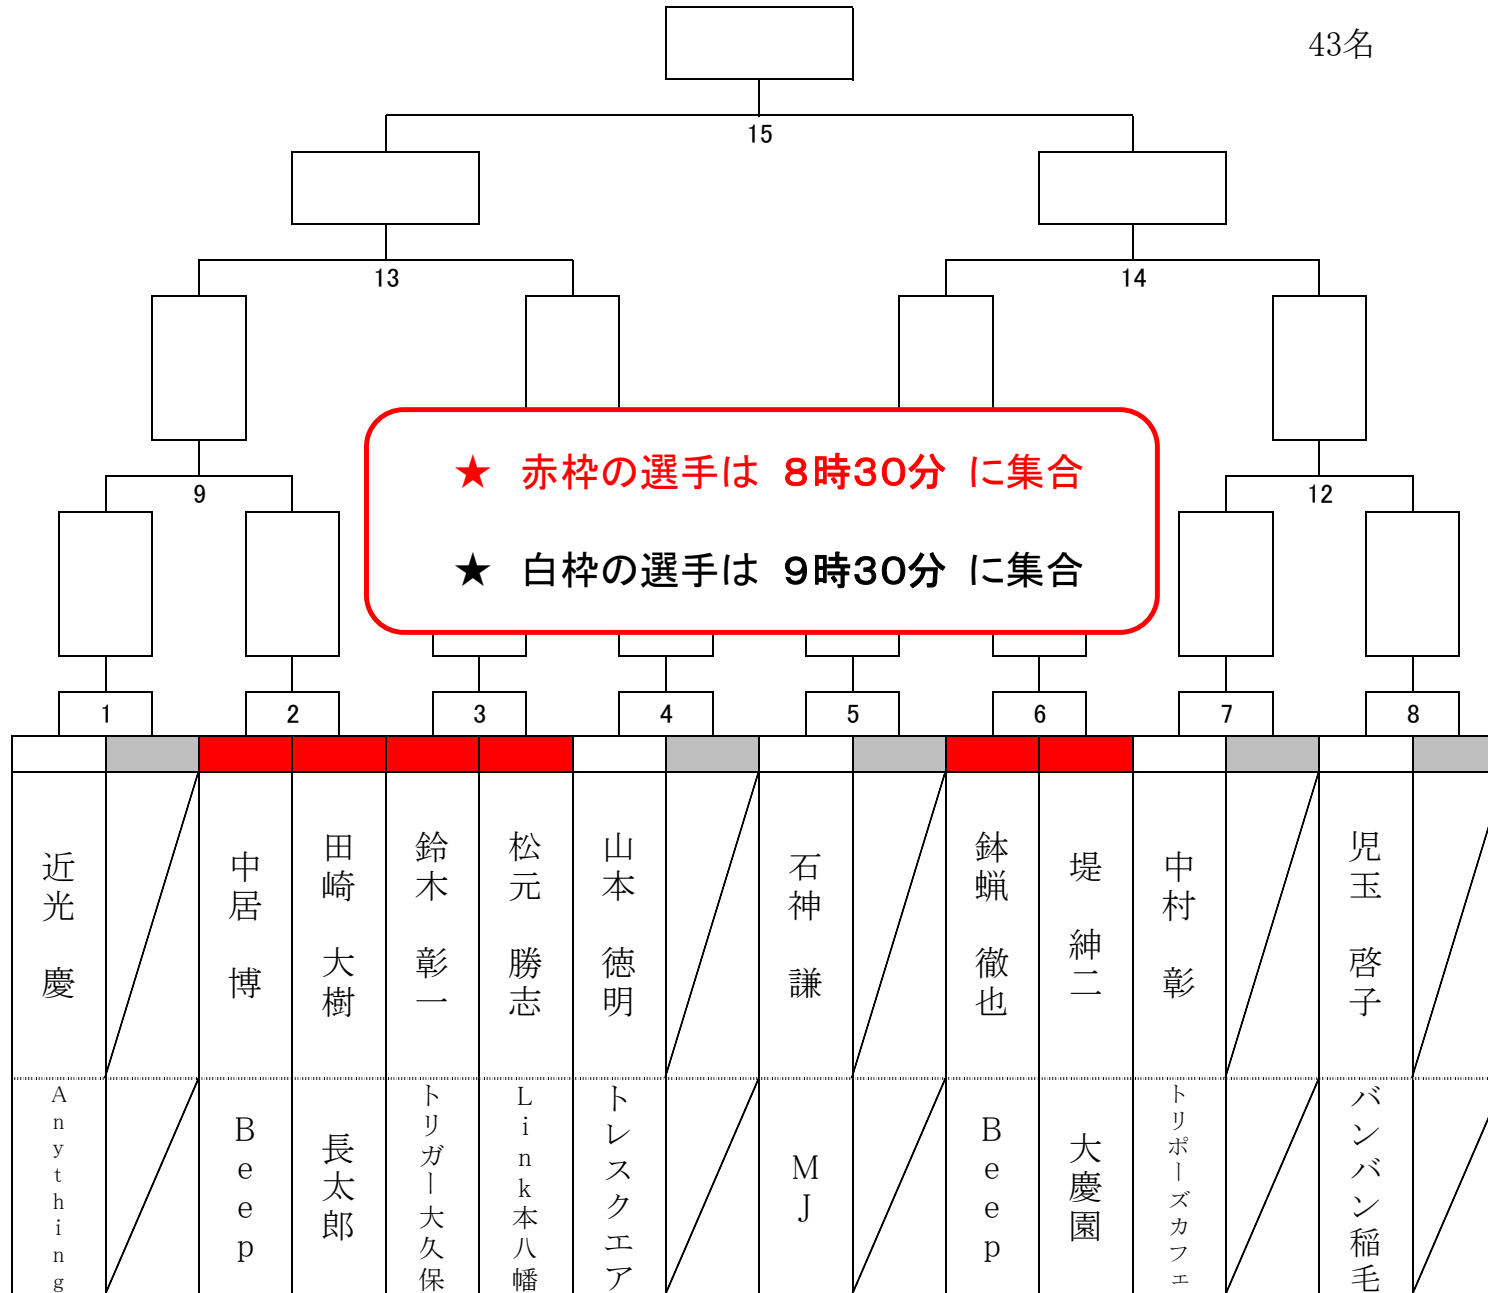 43名
15
13
14
★ 赤枠の選手は 8時30分 に集合
★ 白枠の選手は 9時30分 に集合
9
12
1
2
3
4
5
6
7
8
近光 慶
中居 博
田崎 大樹
鈴木 彰一
松元 勝志
山本 徳明
石神 謙
鉢蝋 徹也
堤 紳二
中村 彰
児玉 啓子
Anything
Beep
長太郎
トリガー大久保
Link本八幡
トレスクエア
MJ
Beep
大慶園
トリポーズカフェ
バンバン稲毛